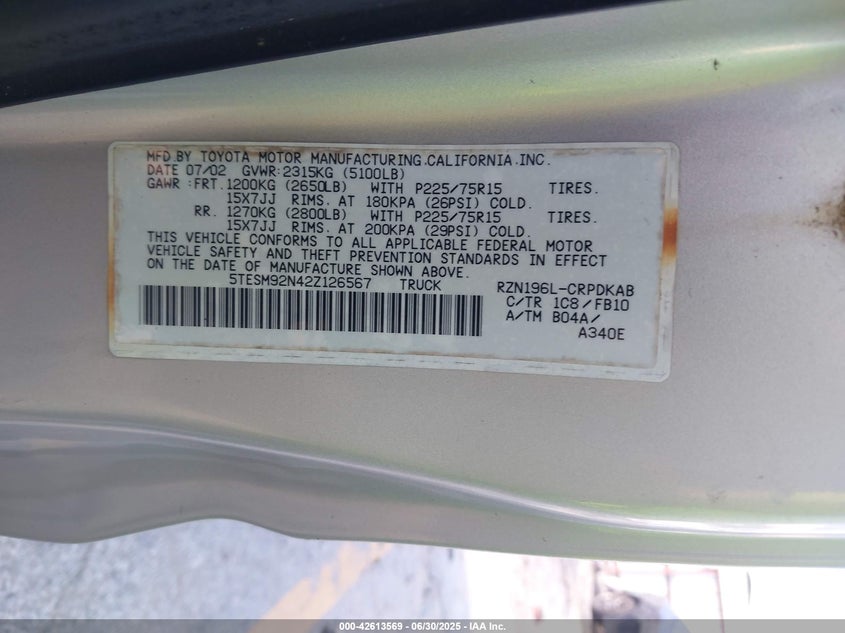 MFD BY TOYOTA MOTOR MANUFACTURING CALIFORNIA INC.
DATE 07/02 GVWR:2315KG (5100LB)
GAWR :FRT.1200KG (2650LB) WITH P225/75R15 TIRES.
15X7JJ RIMS. AT 180KPA (26PSI) COLD.
RR. 1270KG (2800LB) WITH P225/75R15 TIRES.
15X7JJ RIMS. AT 200KPA (29PSI) COLD.
THIS VEHICLE CONFORMS TO ALL APPLICABLE FEDERAL MOTOR
VEHICLE SAFETY AND THEFT PREVENTION STANDARDS IN EFFECT
ON THE DATE OF MANUFACTURE SHOWN ABOVE.
5TESM92N42Z126567 TRUCK RZN196L-CRPDKAB
C/TR 1C8/FB10
A/TM B04A/
A340E
000-42613569 - 06/30/2025 - IAA Inc.